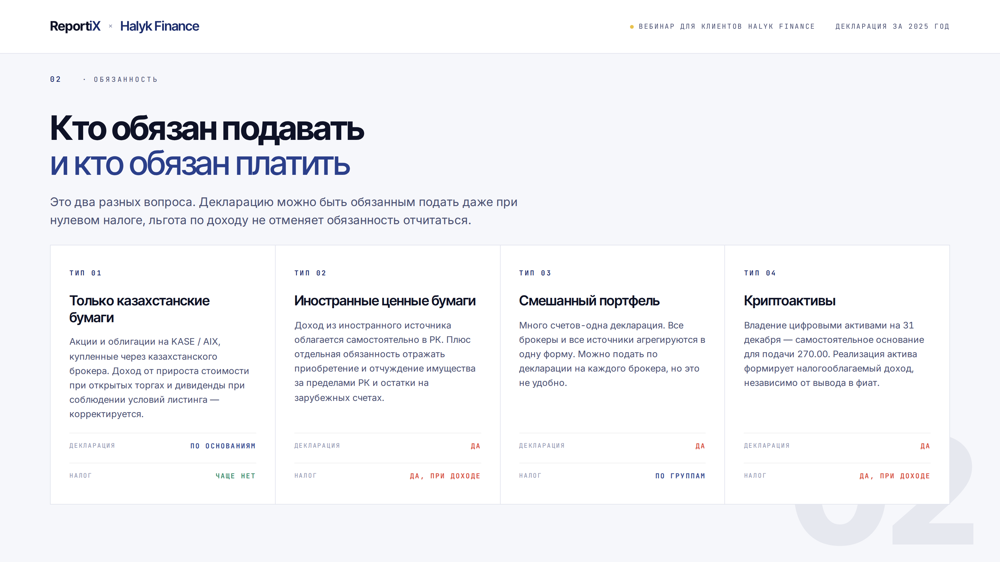 ReportiX × Halyk Finance
ВЕБИНАР ДЛЯ КЛИЕНТОВ HALYK FINANCE ДЕКЛАРАЦИЯ ЗА 2025 ГОД
02 · ОБЯЗАННОСТЬ
Кто обязан подавать
и кто обязан платить
Это два разных вопроса. Декларацию можно быть обязанным подать даже при
нулевом налоге, льгота по доходу не отменяет обязанность отчитаться.
ТИП 01
Только казахстанские
бумаги
Акции и облигации на KASE / AIX,
купленные через казахстанского
брокера. Доход от прироста стоимости
при открытых торгах и дивиденды при
соблюдении условий листинга —
корректируется.
ДЕКЛАРАЦИЯ ПО ОСНОВАНИЯМ
НАЛОГ ЧАЩЕ НЕТ
ТИП 02
Иностранные ценные бумаги
Доход из иностранного источника
облагается самостоятельно в РК. Плюс
отдельная обязанность отражать
приобретение и отчуждение имущества
за пределами РК и остатки на
зарубежных счетах.
ДЕКЛАРАЦИЯ ДА
НАЛОГ ДА, ПРИ ДОХОДЕ
ТИП 03
Смешанный портфель
Много счетов-одна декларация. Все
брокеры и все источники агрегируются в
одну форму. Можно подать по
декларации на каждого брокера, но это
не удобно.
ДЕКЛАРАЦИЯ ДА
НАЛОГ ПО ГРУППАМ
ТИП 04
Криптоактивы
Владение цифровыми активами на 31
декабря — самостоятельное основание
для подачи 270.00. Реализация актива
формирует налогооблагаемый доход,
независимо от вывода в фиат.
ДЕКЛАРАЦИЯ ДА
НАЛОГ ДА, ПРИ ДОХОДЕ
02